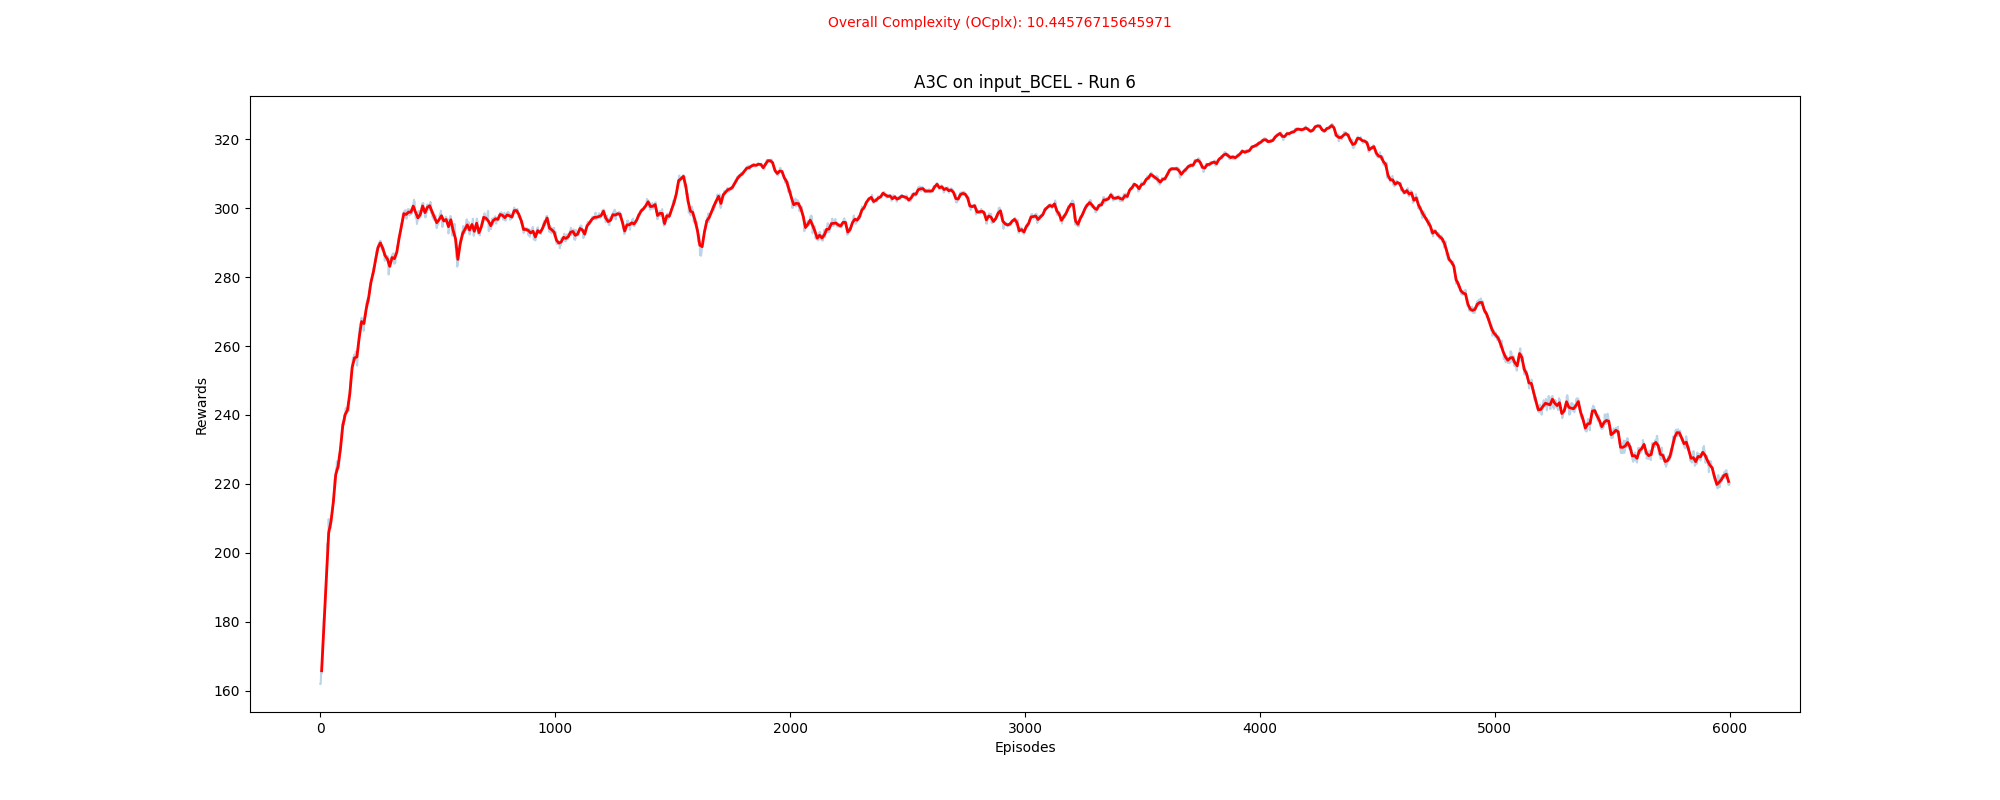 Overall Complexity (OCplx): 10.44576715645971
A3C on input_BCEL - Run 6
320
300
280
260
240
220
200
180
160
Rewards
0 1000 2000 3000 4000 5000 6000
Episodes